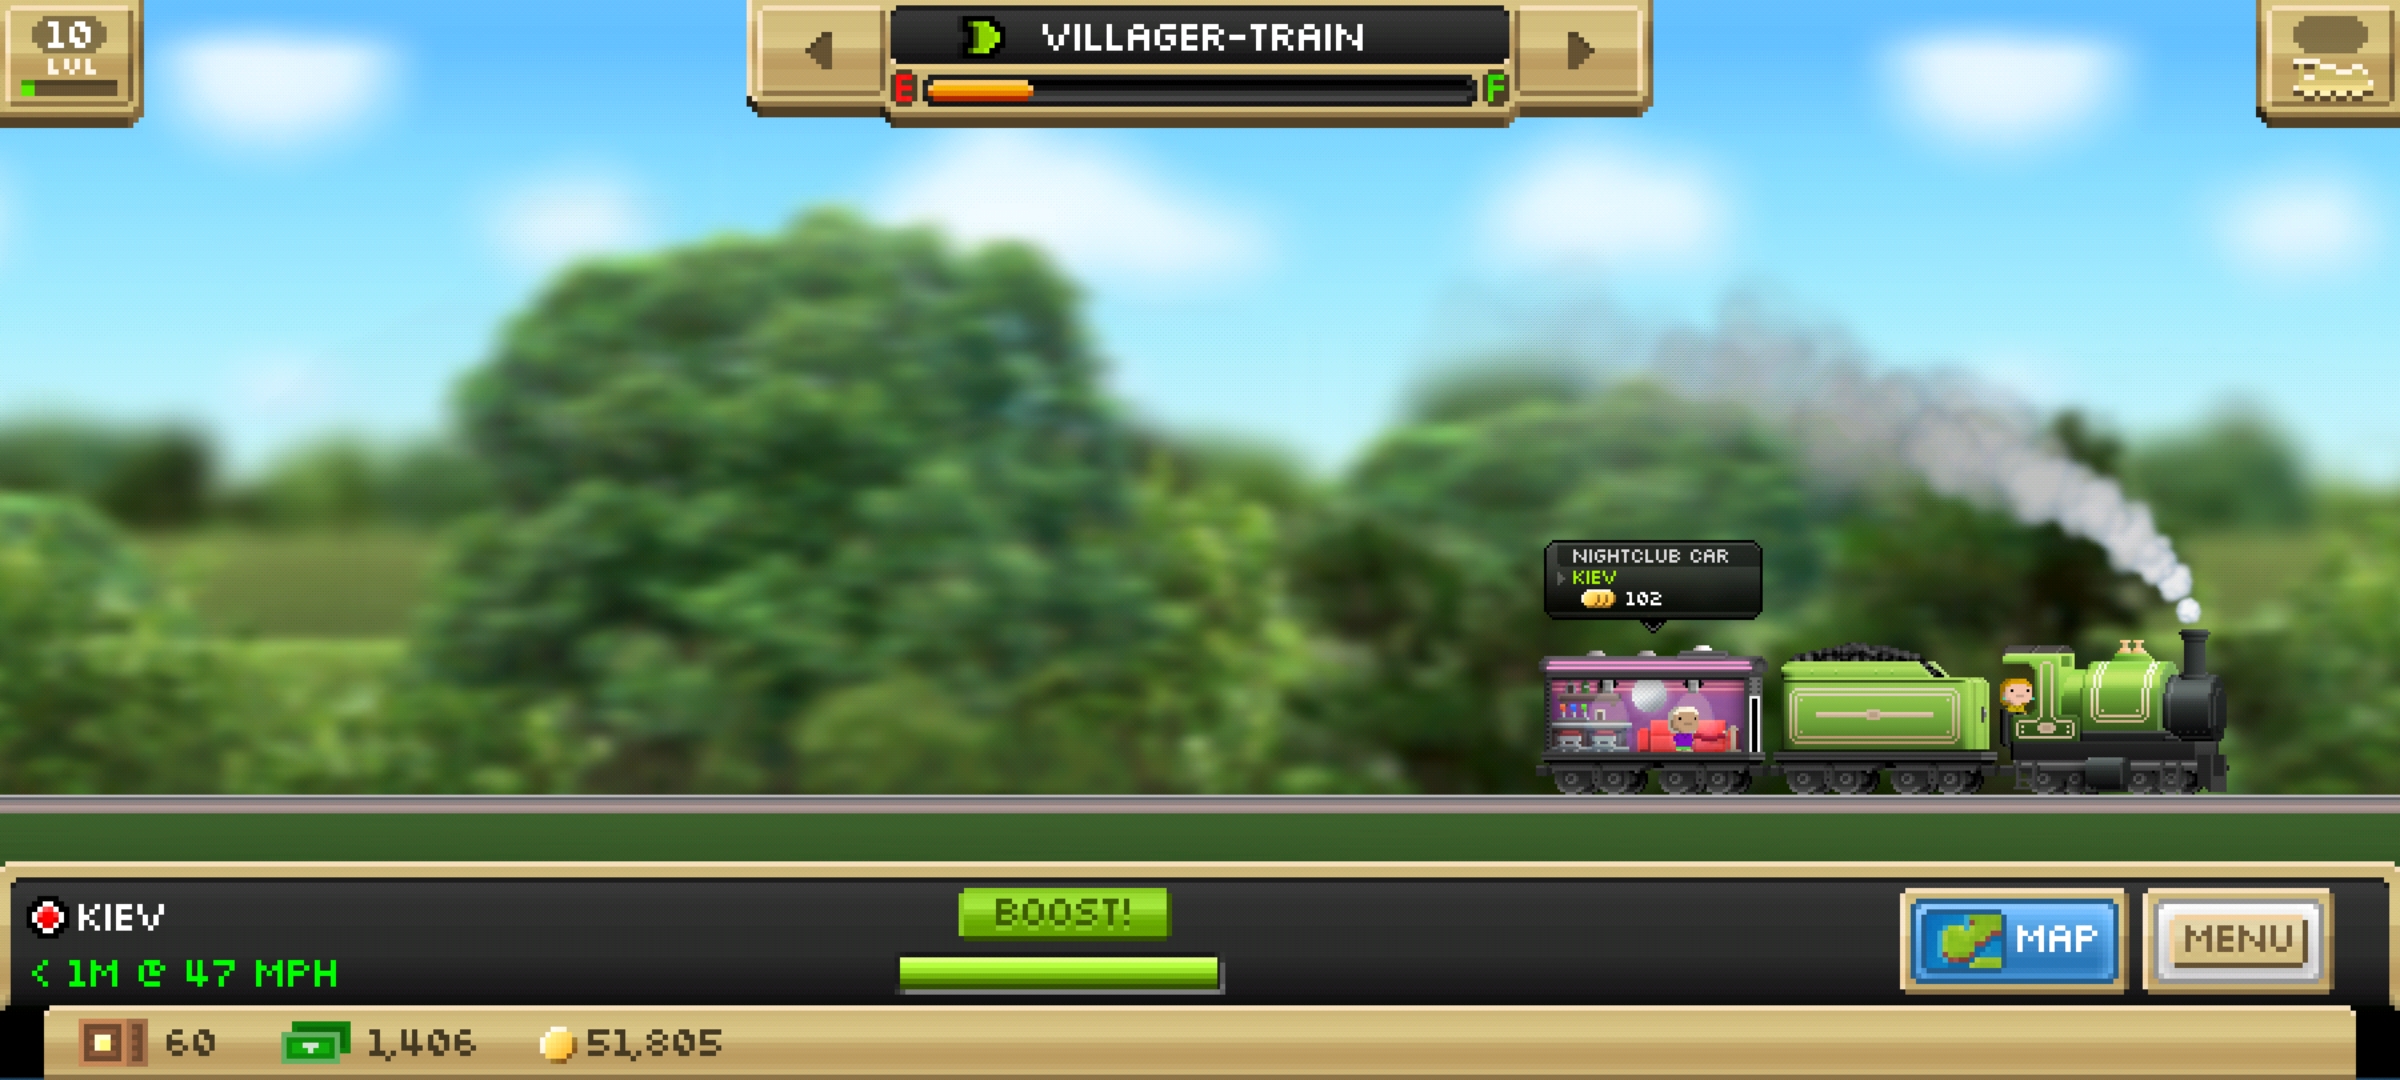 10
LVL
VILLAGER-TRAIN
E
F
NIGHTCLUB CAR
KIEV
102
KIEV
< 1M @ 47 MPH
BOOST!
MAP
MENU
60
1,406
51,805